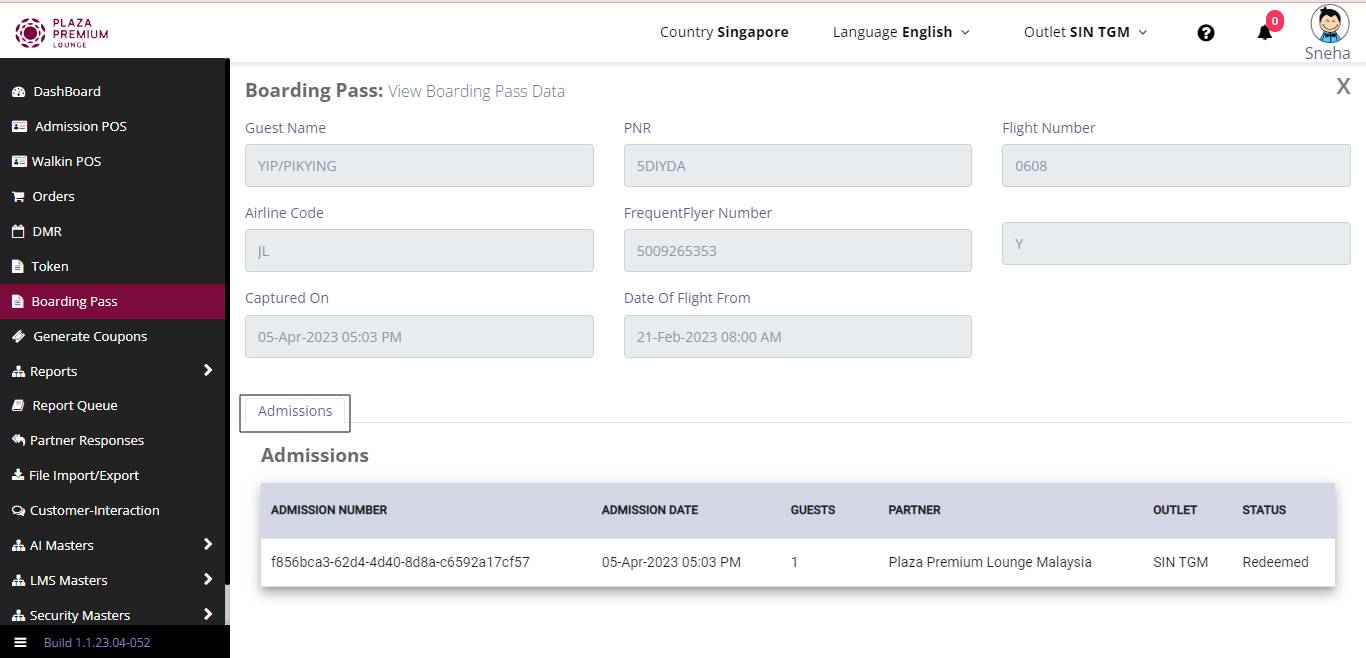 PLAZA
PREMIUM
LOUNGE
Country Singapore
Language English
Outlet SIN TGM
0
Sneha
DashBoard
Admission POS
Walkin POS
Orders
DMR
Token
Boarding Pass
Generate Coupons
Reports
Report Queue
Partner Responses
File Import/Export
Customer-Interaction
AI Masters
LMS Masters
Security Masters
Build 1.1.23.04-052
Boarding Pass: View Boarding Pass Data
X
Guest Name PNR Flight Number
YIP/PIKYING 5DIYDA 0608
Airline Code FrequentFlyer Number
JL 5009265353 Y
Captured On Date Of Flight From
05-Apr-2023 05:03 PM 21-Feb-2023 08:00 AM
Admissions
Admissions
ADMISSION NUMBER ADMISSION DATE GUESTS PARTNER OUTLET STATUS
f856bca3-62d4-4d40-8d8a-c6592a17cf57 05-Apr-2023 05:03 PM 1 Plaza Premium Lounge Malaysia SIN TGM Redeemed